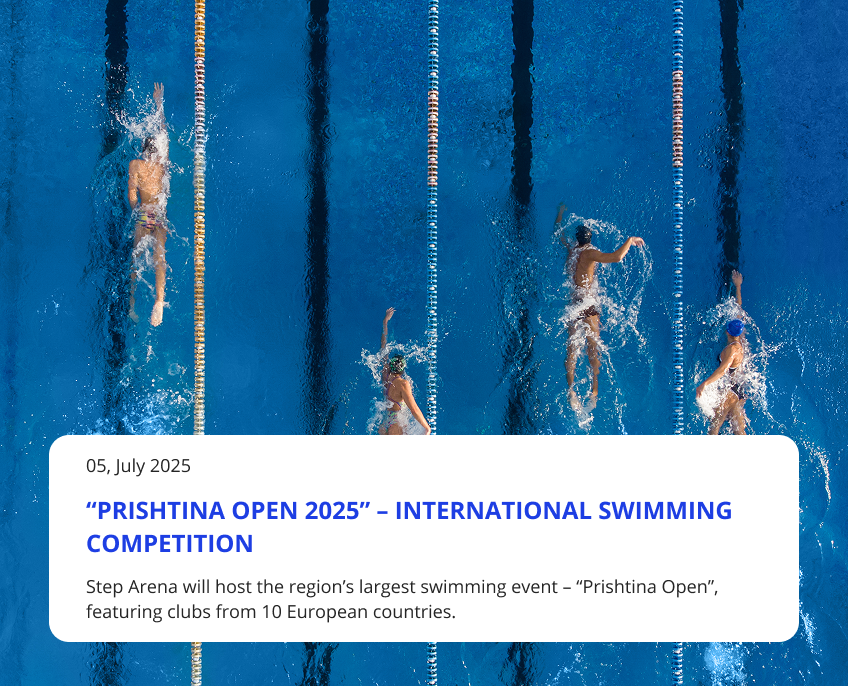 05, July 2025
“PRISHTINA OPEN 2025” – INTERNATIONAL SWIMMING
COMPETITION
Step Arena will host the region’s largest swimming event – “Prishtina Open”,
featuring clubs from 10 European countries.